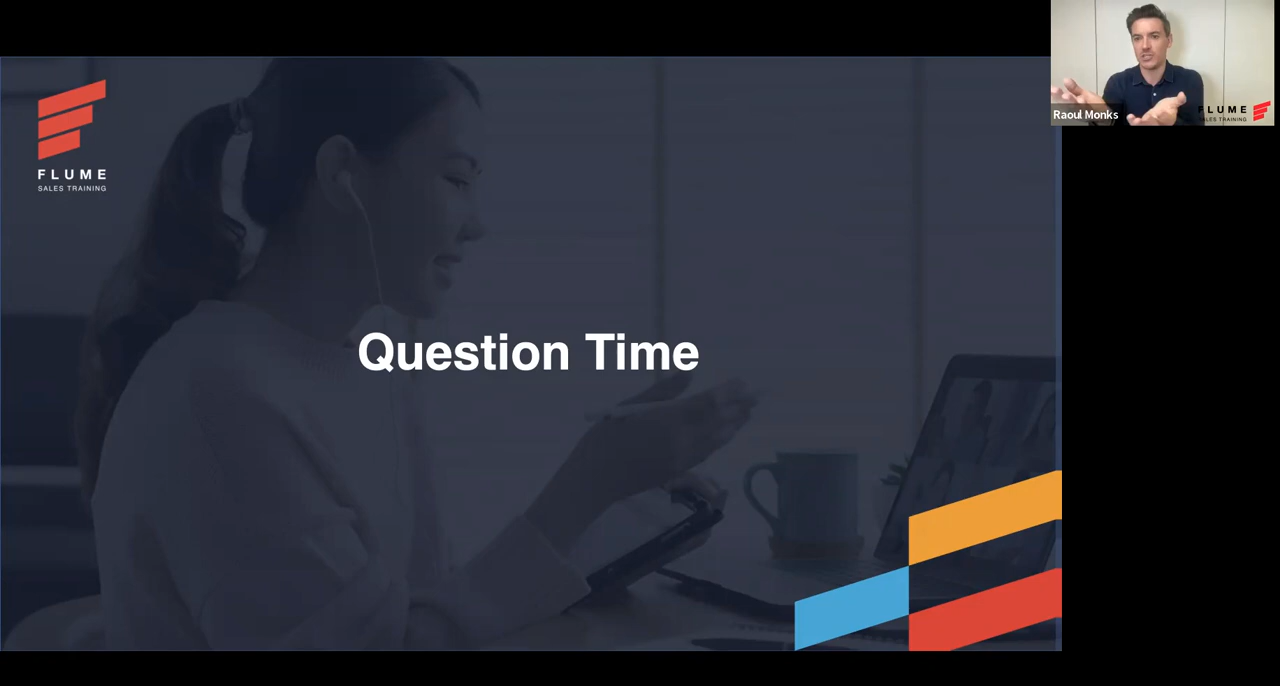 FLUME
SALES TRAINING
Question Time
Raoul Monks
FLUME
SALES TRAINING